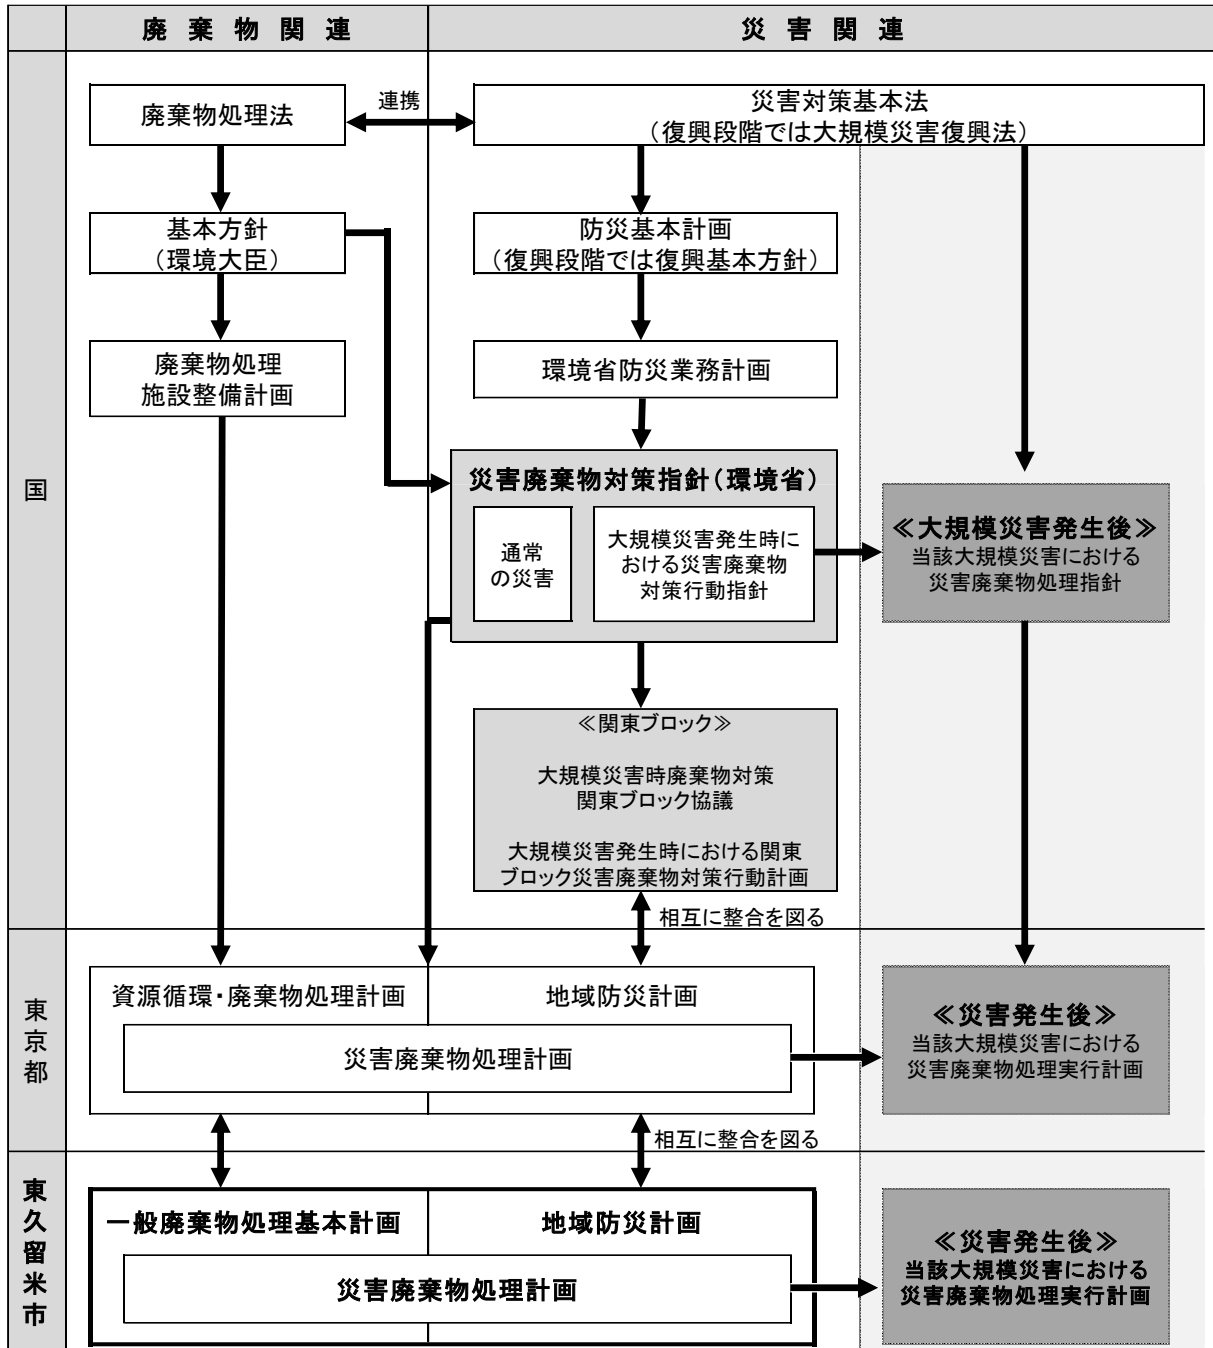 廃棄物関連
災害関連
国
廃棄物処理法
連携
災害対策基本法
（復興段階では大規模災害復興法）
基本方針
（環境大臣）
防災基本計画
（復興段階では復興基本方針）
廃棄物処理
施設整備計画
環境省防災業務計画
災害廃棄物対策指針（環境省）
通常
の災害
大規模災害発生時に
おける災害廃棄物
対策行動指針
≪大規模災害発生後≫
当該大規模災害における
災害廃棄物処理指針
≪関東ブロック≫
大規模災害時廃棄物対策
関東ブロック協議
大規模災害発生時における関東
ブロック災害廃棄物対策行動計画
相互に整合を図る
東京都
資源循環・廃棄物処理計画
地域防災計画
災害廃棄物処理計画
≪災害発生後≫
当該大規模災害における
災害廃棄物処理実行計画
相互に整合を図る
東久留米市
一般廃棄物処理基本計画
地域防災計画
災害廃棄物処理計画
≪災害発生後≫
当該大規模災害における
災害廃棄物処理実行計画